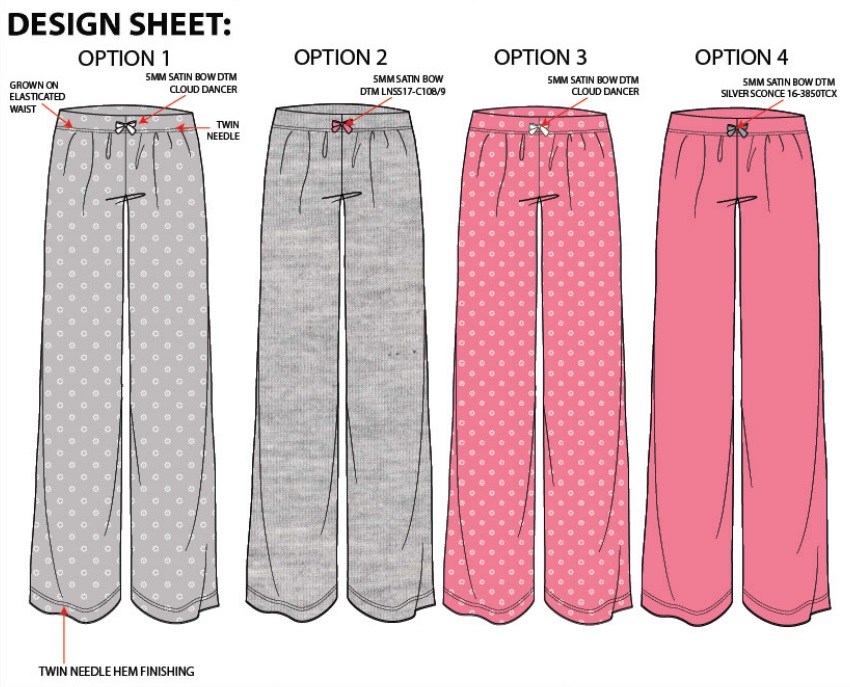 DESIGN SHEET:
OPTION 1
OPTION 2
OPTION 3
OPTION 4
GROWN ON
ELASTICATED
WAIST
5MM SATIN BOW DTM
CLOUD DANCER
TWIN
NEEDLE
5MM SATIN BOW
DTM LNSS17-C108/9
5MM SATIN BOW DTM
CLOUD DANCER
5MM SATIN BOW DTM
SILVER SCONCE 16-3850TCX
TWIN NEEDLE HEM FINISHING